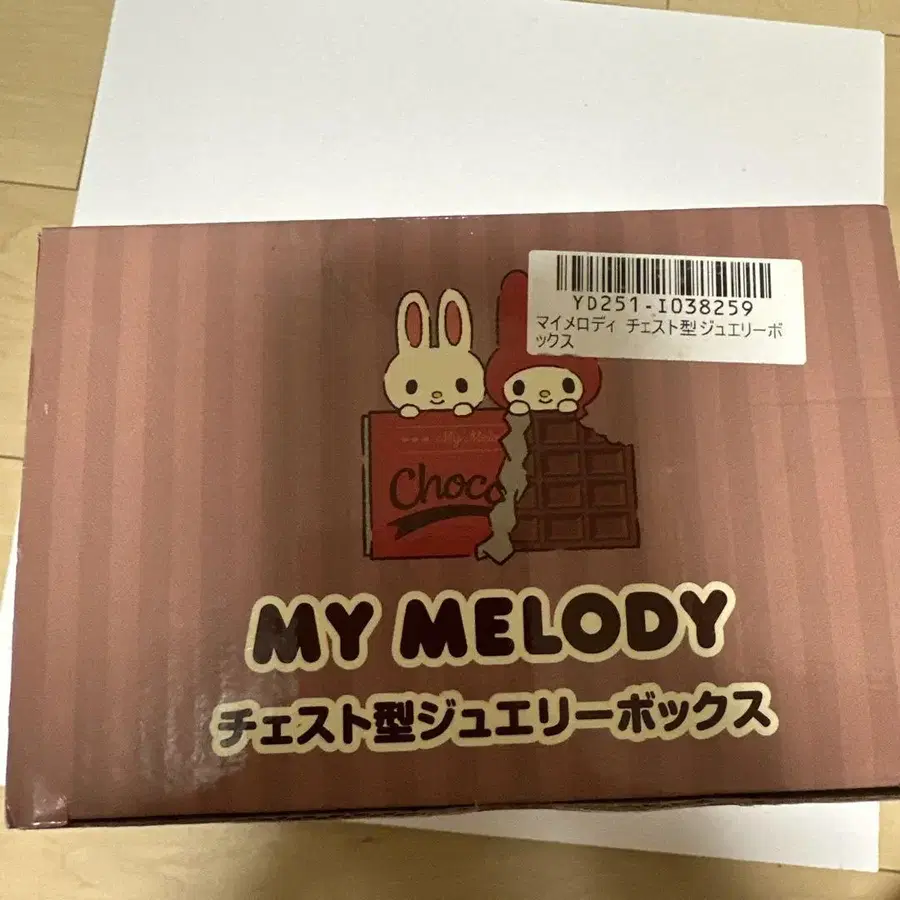 YD251-I038259
マイメロディ チェスト型ジュエリーボ
ックス
My Melo
Choco
MY MELODY
チェスト型ジュエリーボックス